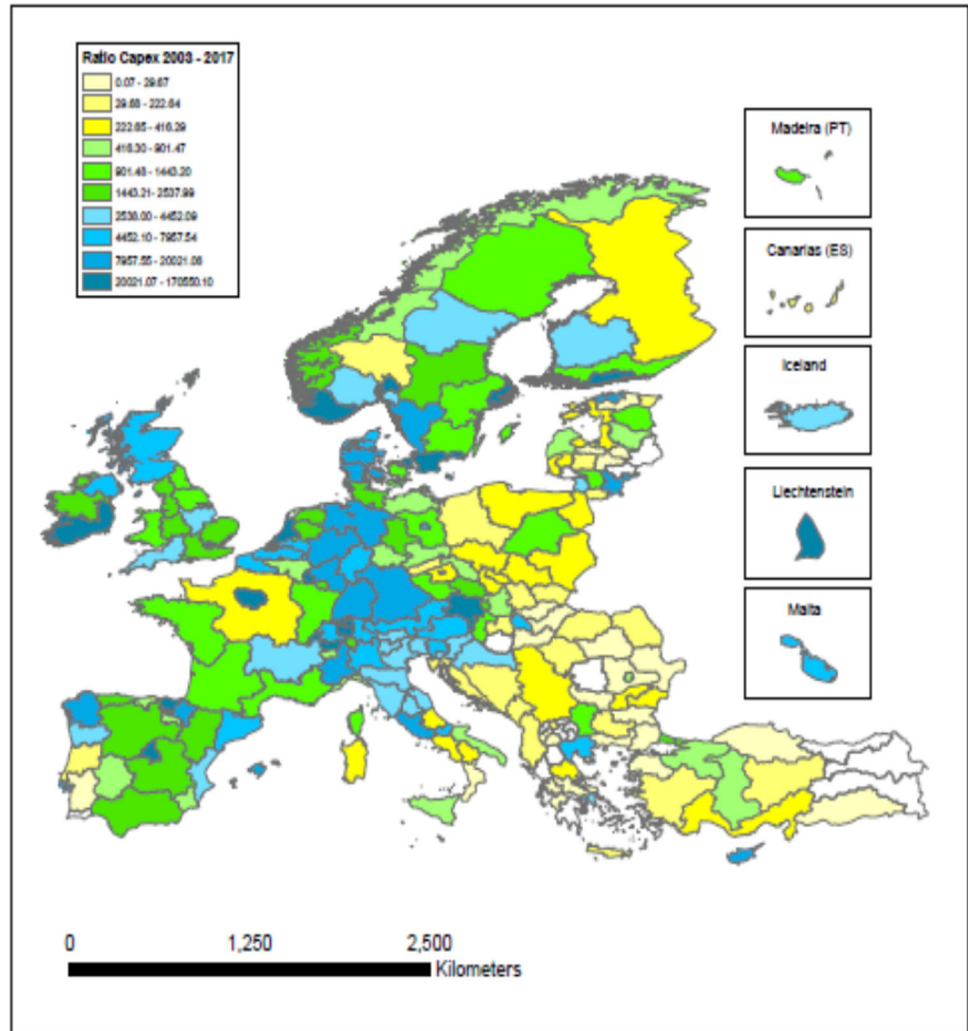 Ratio Capex 2003 - 2017
0.07 - 29.67
29.68 - 222.64
222.65 - 416.29
416.30 - 901.47
901.48 - 1443.20
1443.21 - 2537.99
2538.00 - 4452.09
4452.10 - 7957.54
7957.55 - 20021.06
20021.07 - 170550.10
Madeira (PT)
Canarias (ES)
Iceland
Liechtenstein
Malta
0 1,250 2,500
Kilometers